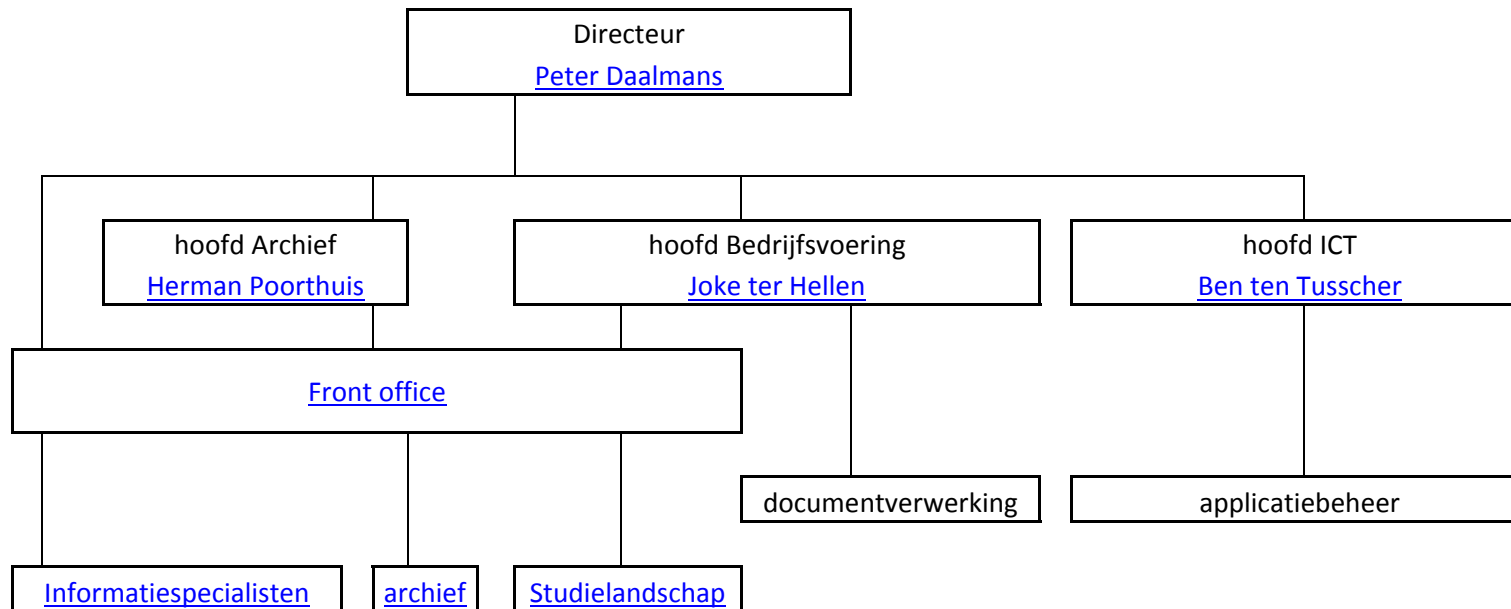 Directeur
Peter Daalmans
hoofd Archief
Herman Poorthuis
hoofd Bedrijfsvoering
Joke ter Hellen
hoofd ICT
Ben ten Tusscher
Front office
documentverwerking
applicatiebeheer
Informatiespecialisten
archief
Studielandschap